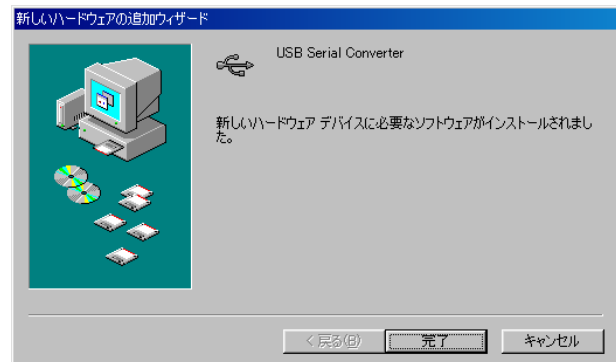 新しいハードウェアの追加ウィザード
USB Serial Converter
新しいハードウェア デバイスに必要なソフトウェアがインストールされまし
た。
< 戻る(B)
完了
キャンセル